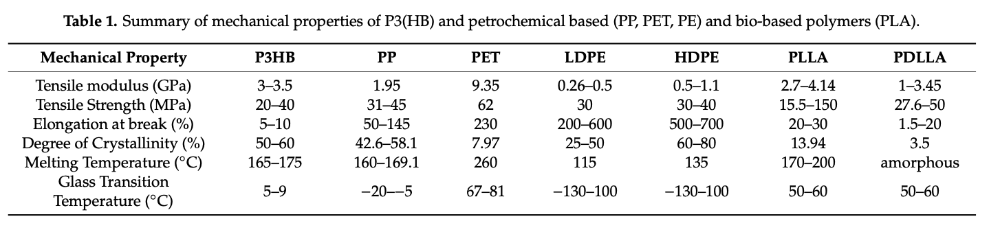 Table 1. Summary of mechanical properties of P3(HB) and petrochemical based (PP, PET, PE) and bio-based polymers (PLA).
Mechanical Property P3HB PP PET LDPE HDPE PLLA PDLLA
Tensile modulus (GPa) 3–3.5 1.95 9.35 0.26–0.5 0.5–1.1 2.7–4.14 1–3.45
Tensile Strength (MPa) 20–40 31–45 62 30 30–40 15.5–150 27.6–50
Elongation at break (%) 5–10 50–145 230 200–600 500–700 20–30 1.5–20
Degree of Crystallinity (%) 50–60 42.6–58.1 7.97 25–50 60–80 13.94 3.5
Melting Temperature (°C) 165–175 160–169.1 260 115 135 170–200 amorphous
Glass Transition
Temperature (°C) 5–9 −20–−5 67–81 −130–100 −130–100 50–60 50–60